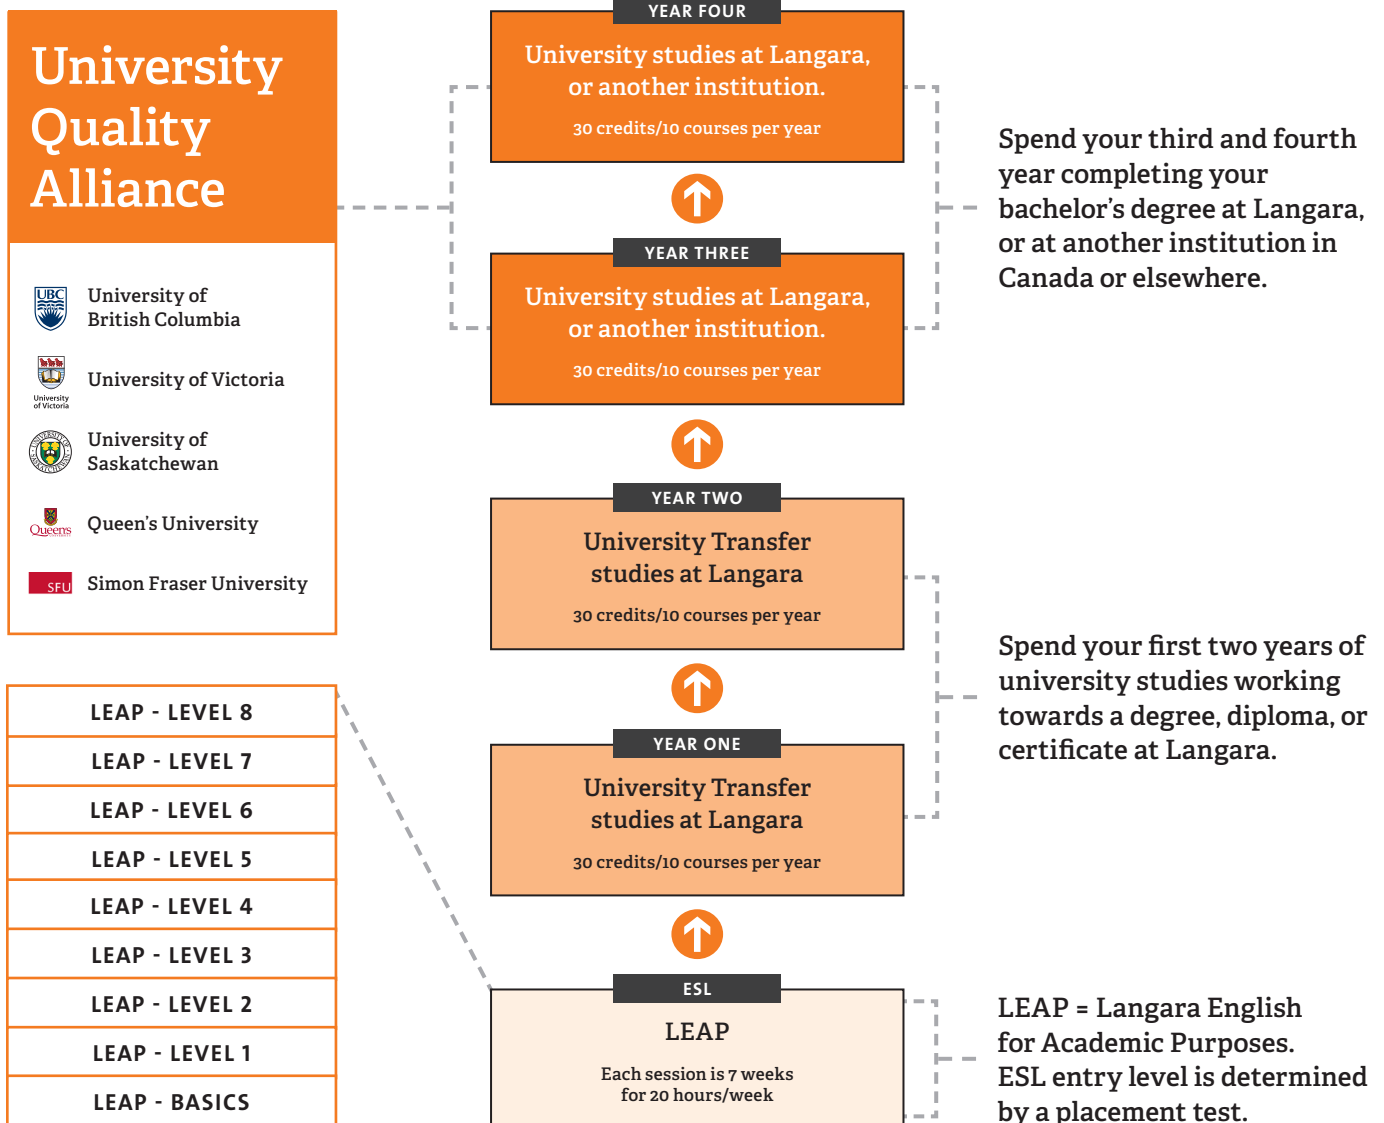 University
Quality
Alliance
UBC
University of
British Columbia
University
of Victoria
University of Victoria
UNIVERSITY OF
SASKATCHEWAN
University of
Saskatchewan
Queen's
UNIVERSITY
Queen's University
SFU
Simon Fraser University
LEAP - LEVEL 8
LEAP - LEVEL 7
LEAP - LEVEL 6
LEAP - LEVEL 5
LEAP - LEVEL 4
LEAP - LEVEL 3
LEAP - LEVEL 2
LEAP - LEVEL 1
LEAP - BASICS
YEAR FOUR
University studies at Langara,
or another institution.
30 credits/10 courses per year
YEAR THREE
University studies at Langara,
or another institution.
30 credits/10 courses per year
YEAR TWO
University Transfer
studies at Langara
30 credits/10 courses per year
YEAR ONE
University Transfer
studies at Langara
30 credits/10 courses per year
ESL
LEAP
Each session is 7 weeks
for 20 hours/week
Spend your third and fourth
year completing your
bachelor's degree at Langara,
or at another institution in
Canada or elsewhere.
Spend your first two years of
university studies working
towards a degree, diploma, or
certificate at Langara.
LEAP = Langara English
for Academic Purposes.
ESL entry level is determined
by a placement test.